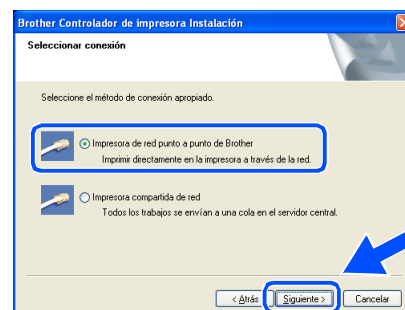 Brother Controlador de impresora Instalación
Seleccionar conexión
Seleccione el método de conexión apropiado.
Impresora de red punto a punto de Brother
Imprimir directamente en la impresora a través de la red.
Impresora compartida de red
Todos los trabajos se envían a una cola en el servidor central.
< Atrás Siguiente > Cancelar